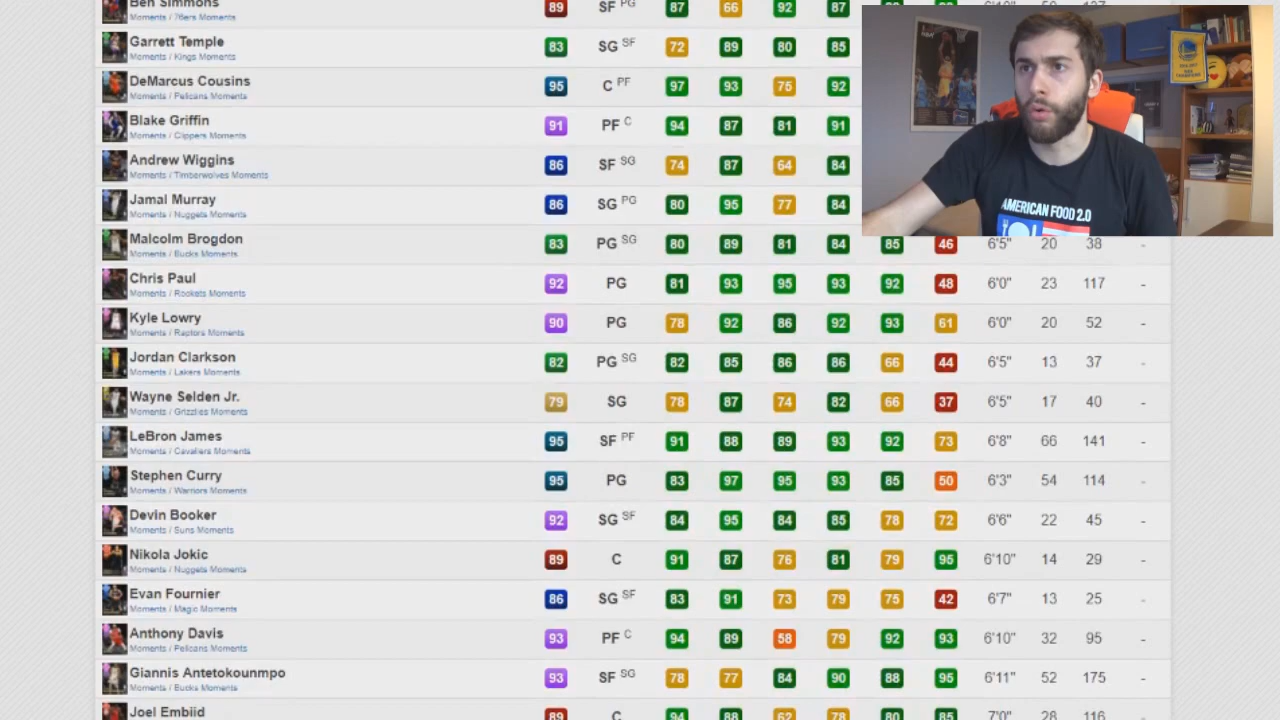 Ben Simmons 89 SF PG 87 66 92 87
Moments / 76ers Moments
Garrett Temple 83 SG SF 72 89 80 85
Moments / Kings Moments
DeMarcus Cousins 95 C PF 97 93 75 92
Moments / Pelicans Moments
Blake Griffin 91 PF C 94 87 81 91
Moments / Clippers Moments
Andrew Wiggins 86 SF SG 74 87 64 84
Moments / Timberwolves Moments
Jamal Murray 86 SG PG 80 95 77 84
Moments / Nuggets Moments
AMERICAN FOOD 2.0
Malcolm Brogdon 83 PG SG 80 89 81 84 85 46 6'5" 20 38 -
Moments / Bucks Moments
Chris Paul 92 PG 81 93 95 93 92 48 6'0" 23 117 -
Moments / Rockets Moments
Kyle Lowry 90 PG 78 92 86 92 93 61 6'0" 20 52 -
Moments / Raptors Moments
Jordan Clarkson 82 PG SG 82 85 86 86 66 44 6'5" 13 37 -
Moments / Lakers Moments
Wayne Selden Jr. 79 SG 78 87 74 82 66 37 6'5" 17 40 -
Moments / Grizzlies Moments
LeBron James 95 SF PF 91 88 89 93 92 73 6'8" 66 141 -
Moments / Cavaliers Moments
Stephen Curry 95 PG 83 97 95 93 85 50 6'3" 54 114 -
Moments / Warriors Moments
Devin Booker 92 SG SF 84 95 84 85 78 72 6'6" 22 45 -
Moments / Suns Moments
Nikola Jokic 89 C 91 87 76 81 79 95 6'10" 14 29 -
Moments / Nuggets Moments
Evan Fournier 86 SG SF 83 91 73 79 75 42 6'7" 13 25 -
Moments / Magic Moments
Anthony Davis 93 PF C 94 89 58 79 92 93 6'10" 32 95 -
Moments / Pelicans Moments
Giannis Antetokounmpo 93 SF 78 77 84 90 88 95 6'11" 52 175 -
Moments / Bucks Moments
Joel Embiid 89 C 94 88 62 78 80 85 7'0" 28 116 -